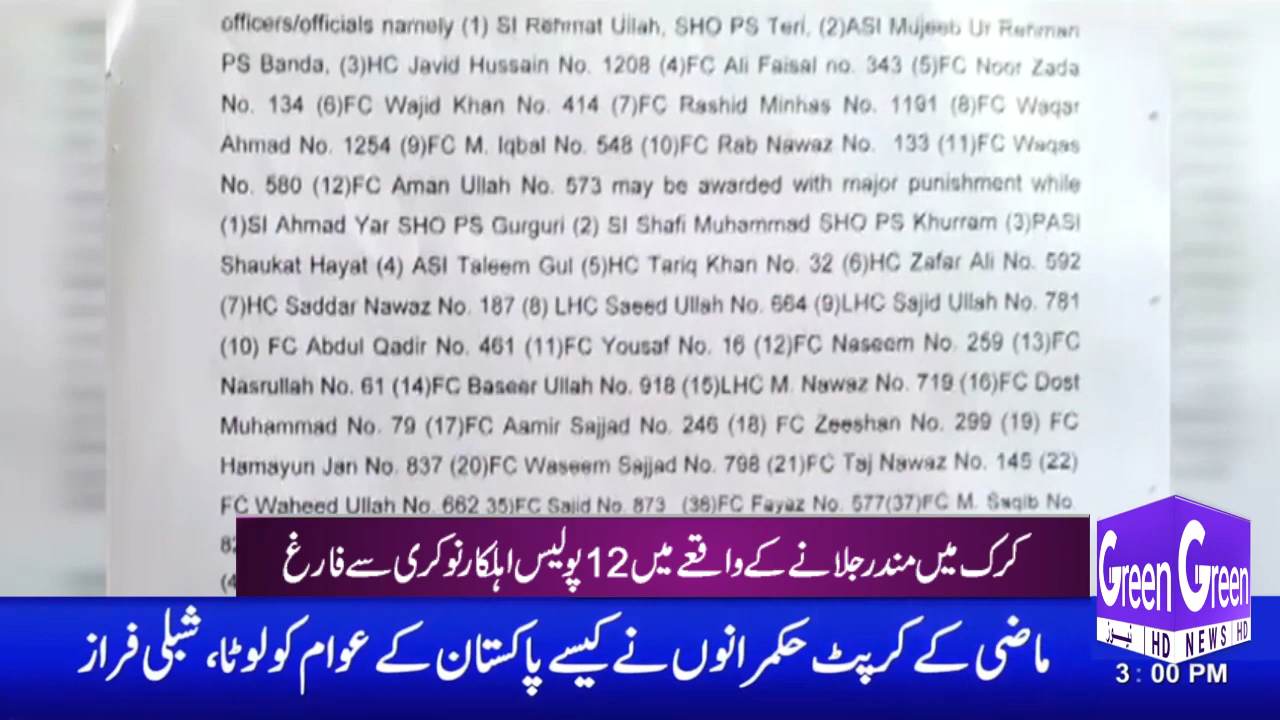 officers/officials namely (1) SI Rehmat Ullah, SHO PS Teri, (2)ASI Mujeeb Ur Rehman
PS Banda, (3)HC Javid Hussain No. 1208 (4)FC Ali Faisal no. 343 (5)FC Noor Zada
No. 134 (6)FC Wajid Khan No. 414 (7)FC Rashid Minhas No. 1191 (8)FC Waqar
Ahmad No. 1254 (9)FC M. Iqbal No. 548 (10)FC Rab Nawaz No. 133 (11)FC Waqas
No. 580 (12)FC Aman Ullah No. 573 may be awarded with major punishment while
(1)SI Ahmad Yar SHO PS Gurguri (2) SI Shafi Muhammad SHO PS Khurram (3)PASI
Shaukat Hayat (4) ASI Taleem Gul (5)HC Tariq Khan No. 32 (6)HC Zafar Ali No. 592
(7)HC Saddar Nawaz No. 187 (8) LHC Saeed Ullah No. 664 (9)LHC Sajid Ullah No. 781
(10) FC Abdul Qadir No. 461 (11)FC Yousaf No. 16 (12)FC Naseem No. 259 (13)FC
Nasrullah No. 61 (14)FC Baseer Ullah No. 918 (15)LHC M. Nawaz No. 719 (16)FC Dost
Muhammad No. 79 (17)FC Aamir Sajjad No. 246 (18) FC Zeeshan No. 299 (19) FC
Hamayun Jan No. 837 (20)FC Waseem Sajjad No. 798 (21)FC Taj Nawaz No. 145 (22)
FC Waheed Ullah No. 662 35)FC Sajid No. 873 (36)FC Fayaz No. 577(37)FC M. Saqib No.
کرک میں مندر جلانے کے واقعے میں 12 پولیس اہلکار نوکری سے فارغ
ماضی کے کرپٹ حکمرانوں نے کیسے پاکستان کے عوام کو لوٹا، شبلی فراز
Green Green
نیوز HD NEWS HD
3:00 PM